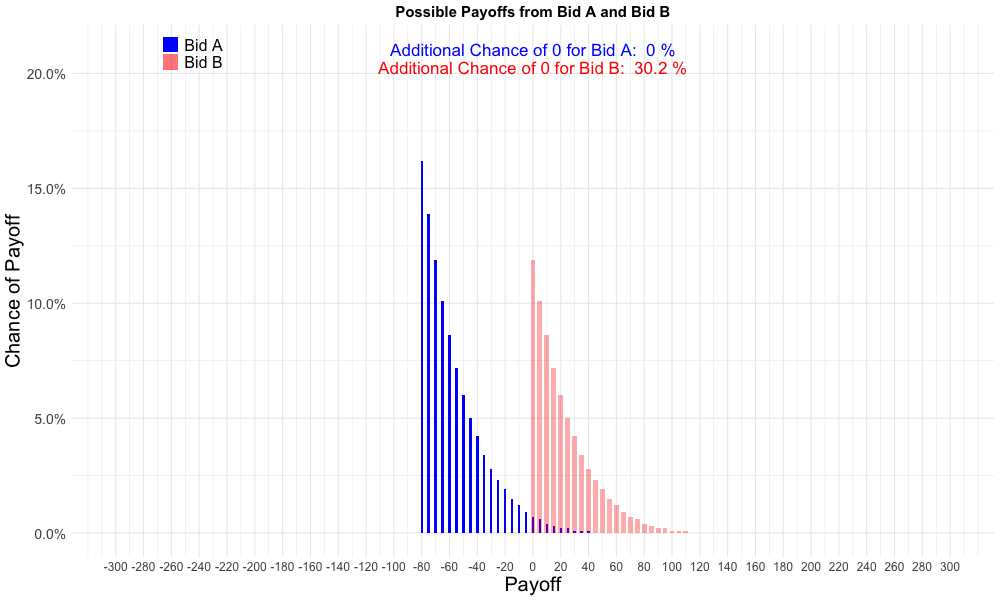 Possible Payoffs from Bid A and Bid B
Bid A
Bid B
Additional Chance of 0 for Bid A:  0 %
Additional Chance of 0 for Bid B:  30.2 %
Chance of Payoff
20.0%
15.0%
10.0%
5.0%
0.0%
-300 -280 -260 -240 -220 -200 -180 -160 -140 -120 -100 -80 -60 -40 -20 0 20 40 60 80 100 120 140 160 180 200 220 240 260 280 300
Payoff